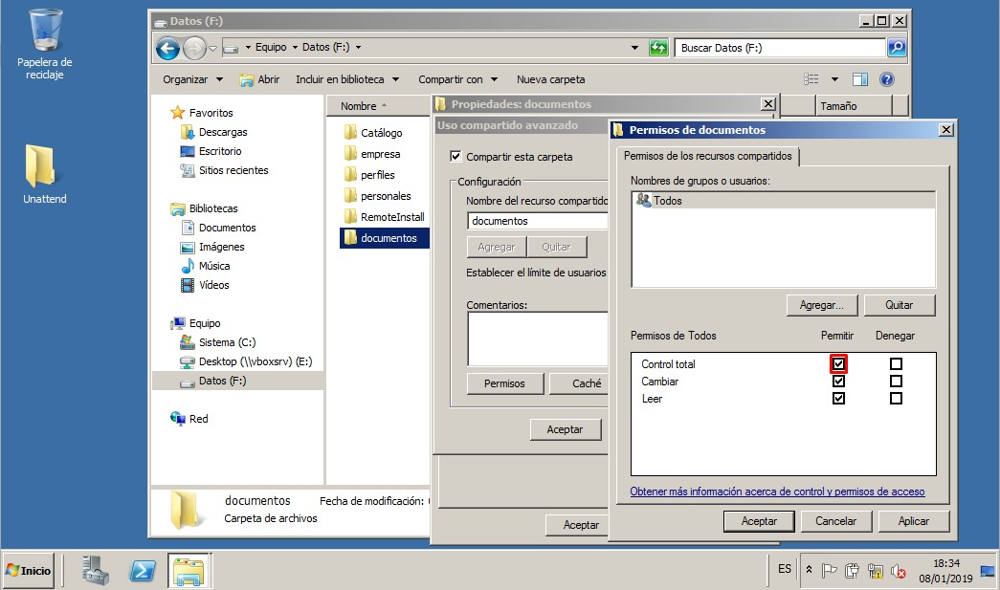 Papelera de
reciclaje
Unattend
Datos (F:)
Equipo
Datos (F:)
Buscar Datos (F:)
Organizar
Abrir
Incluir en biblioteca
Compartir con
Nueva carpeta
Favoritos
Descargas
Escritorio
Sitios recientes
Bibliotecas
Documentos
Imágenes
Música
Vídeos
Equipo
Sistema (C:)
Desktop (\\vboxsrv) (E:)
Datos (F:)
Red
Nombre
Tamaño
Catálogo
empresa
perfiles
personales
RemoteInstall
documentos
documentos
Fecha de modificación:
Carpeta de archivos
Propiedades: documentos
Uso compartido avanzado
Compartir esta carpeta
Configuración
Nombre del recurso compartido
documentos
Agregar
Quitar
Establecer el límite de usuarios
Comentarios:
Permisos
Caché
Aceptar
Aceptar
Permisos de documentos
Permisos de los recursos compartidos
Nombres de grupos o usuarios:
Todos
Agregar...
Quitar
Permisos de Todos
Permitir
Denegar
Control total
Cambiar
Leer
Obtener más información acerca de control y permisos de acceso
Aceptar
Cancelar
Aplicar
Inicio
ES
18:34
08/01/2019